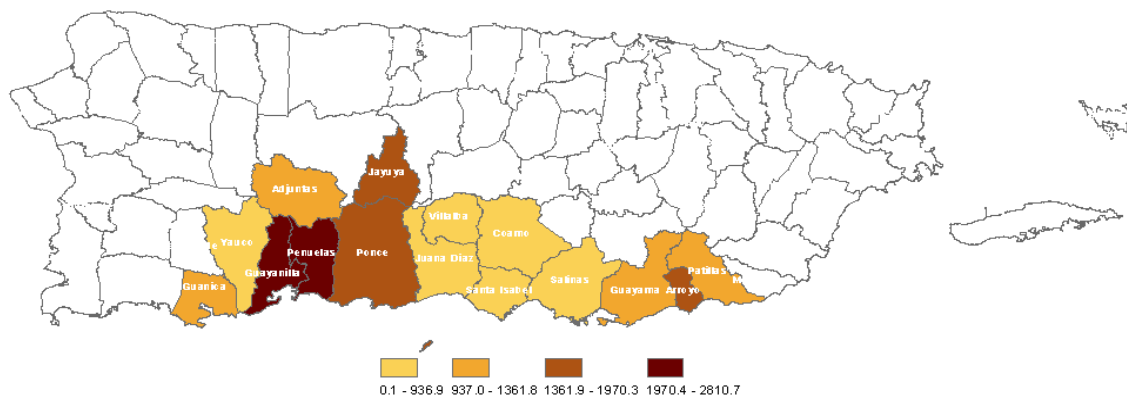 Jayuya
Adjuntas
Villalba
Yauco
Coamo
Penuelas
Ponce
Juana Diaz
Patillas
Guayanilla
Salinas
Guanica
Santa Isabel
Guayama
Arroyo
0.1 - 936.9
937.0 - 1361.8
1361.9 - 1970.3
1970.4 - 2810.7